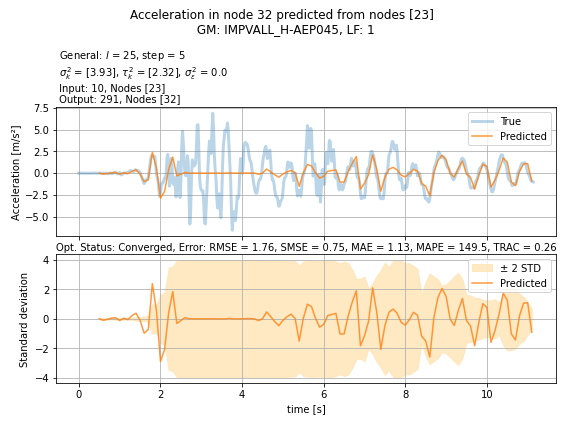 Acceleration in node 32 predicted from nodes [23]
GM: IMPVALL_H-AEP045, LF: 1
General: l = 25, step = 5
σ_k^2 = [3.93], τ_k^2 = [2.32], σ_ε^2 = 0.0
Input: 10, Nodes [23]
Output: 291, Nodes [32]
Acceleration [m/s²]
7.5
5.0
2.5
0.0
−2.5
−5.0
True
Predicted
Opt. Status: Converged, Error: RMSE = 1.76, SMSE = 0.75, MAE = 1.13, MAPE = 149.5, TRAC = 0.26
Standard deviation
4
2
0
−2
−4
± 2 STD
Predicted
0 2 4 6 8 10
time [s]